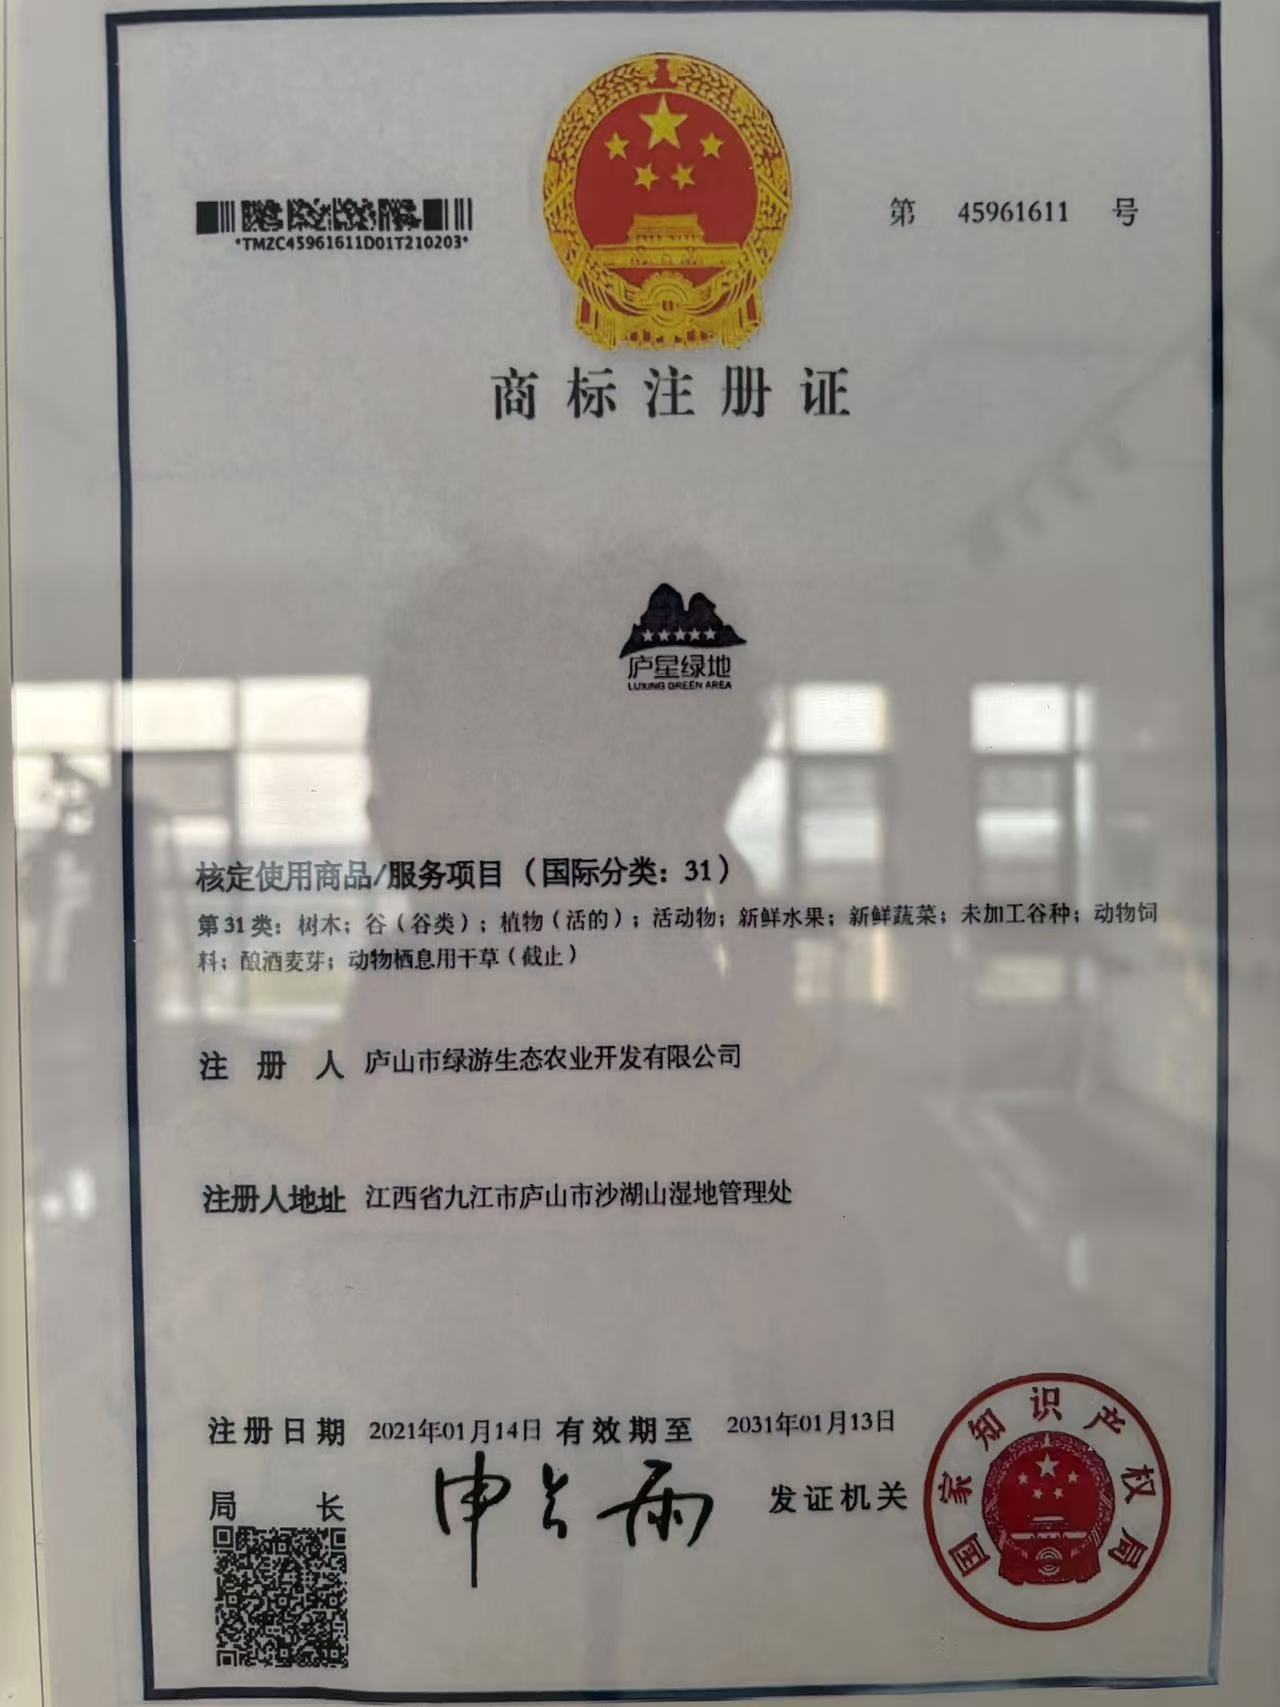 *TMZC45961611D01T210203*
第 45961611 号
商标注册证
庐星绿地
LUXING GREEN AREA
核定使用商品/服务项目（国际分类：31）
第31类：树木；谷（谷类）；植物（活的）；活动物；新鲜水果；新鲜蔬菜；未加工谷种；动物饲
料；酿酒麦芽；动物栖息用干草（截止）
注册人 庐山市绿游生态农业开发有限公司
注册人地址 江西省九江市庐山市沙湖山湿地管理处
注册日期 2021年01月14日 有效期至 2031年01月13日
局长 申长雨 发证机关
国家知识产权局